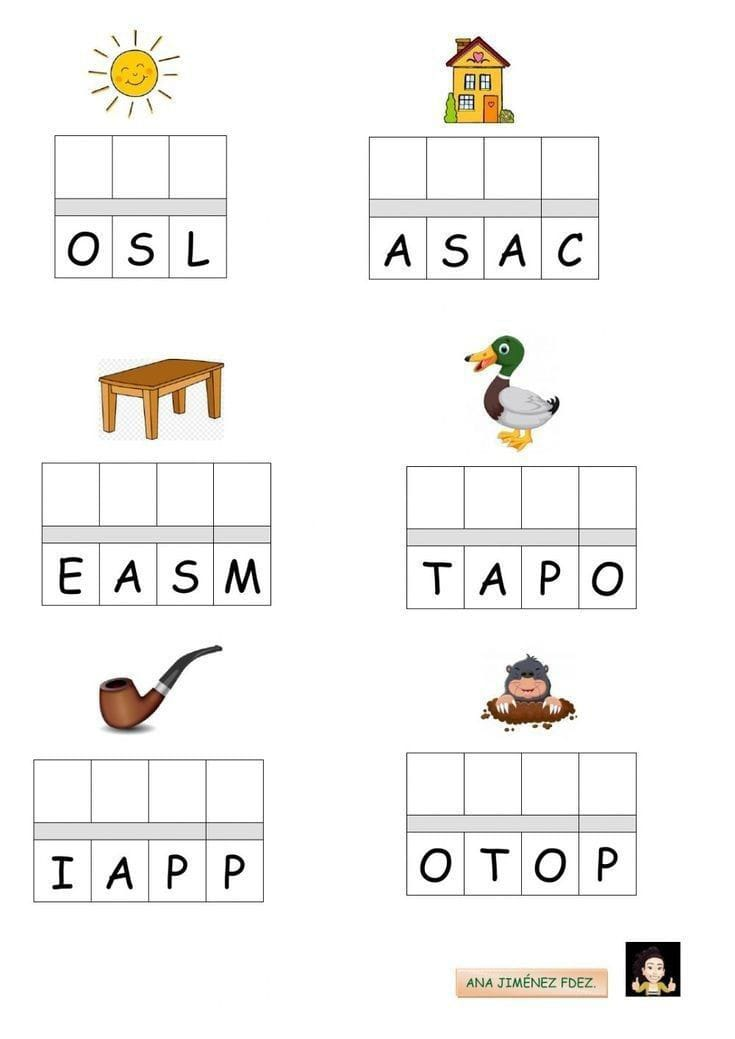 O S L
A S A C
E A S M
T A P O
I A P P
O T O P
ANA JIMÉNEZ FDEZ.